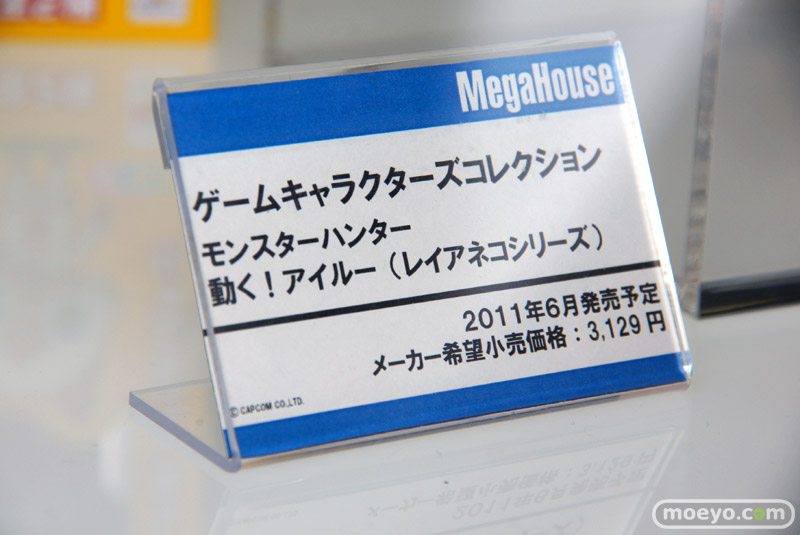 MegaHouse
ゲームキャラクターズコレクション
モンスターハンター
動く！アイルー（レイアネコシリーズ）
2011年6月発売予定
メーカー希望小売価格：3,129円
©CAPCOM CO.,LTD.
moeyo.com